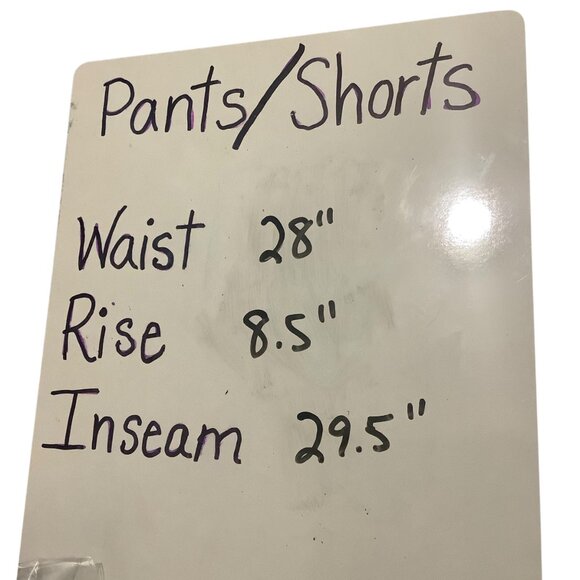 Pants/Shorts
Waist 28"
Rise 8.5"
Inseam 29.5"